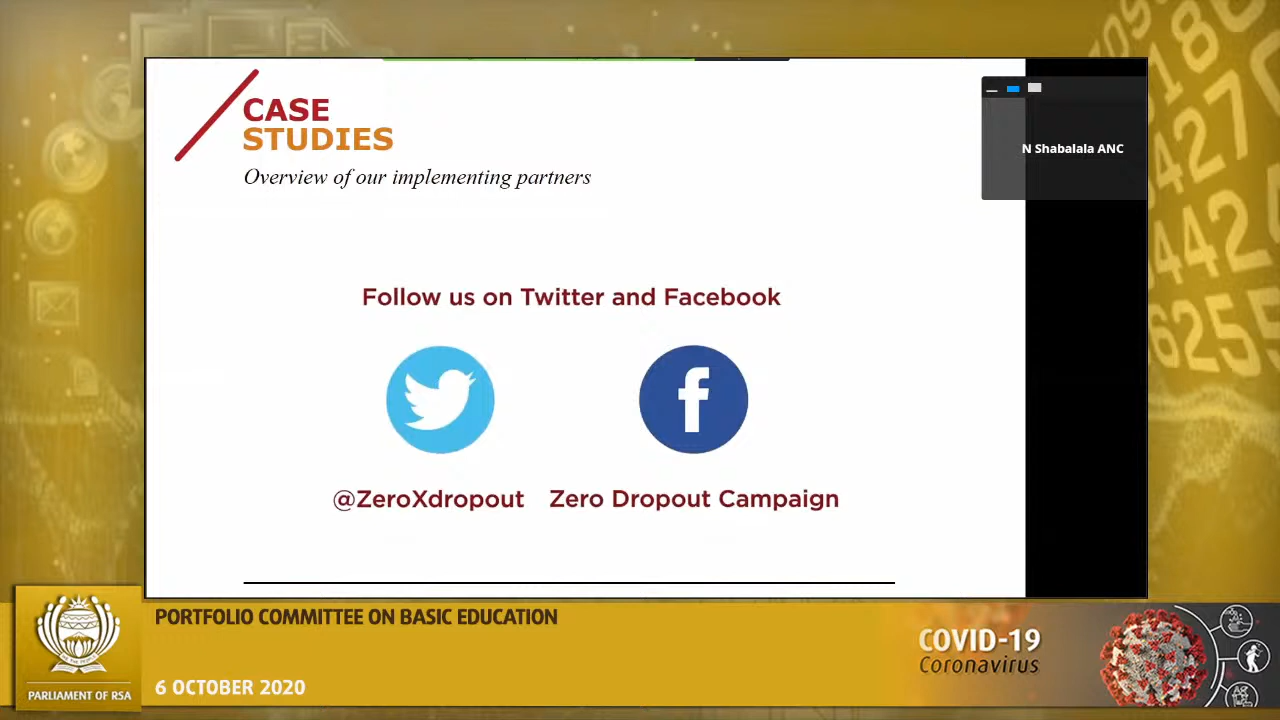 CASE
STUDIES
Overview of our implementing partners
N Shabalala ANC
Follow us on Twitter and Facebook
@ZeroXdropout
Zero Dropout Campaign
PORTFOLIO COMMITTEE ON BASIC EDUCATION
6 OCTOBER 2020
PARLIAMENT OF RSA
COVID-19
Coronavirus